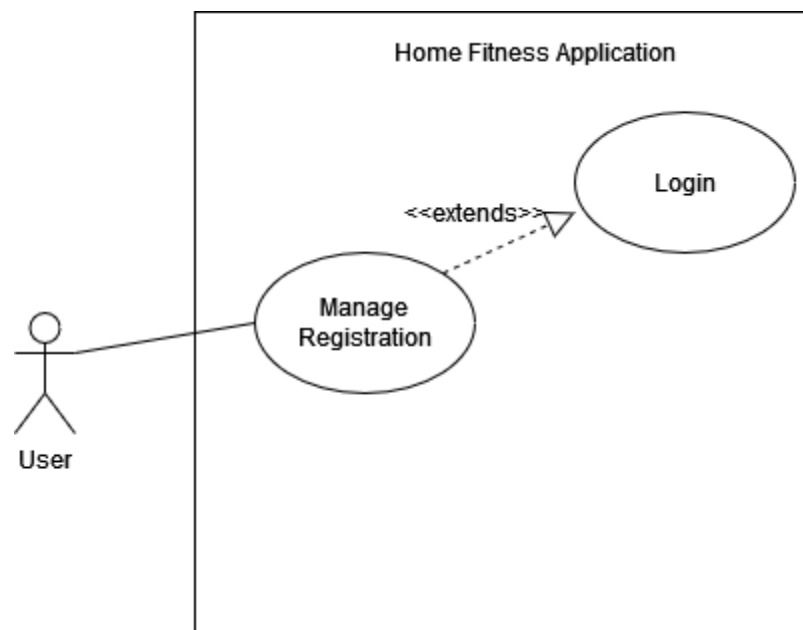 Home Fitness Application
Login
<<extends>>
Manage
Registration
User